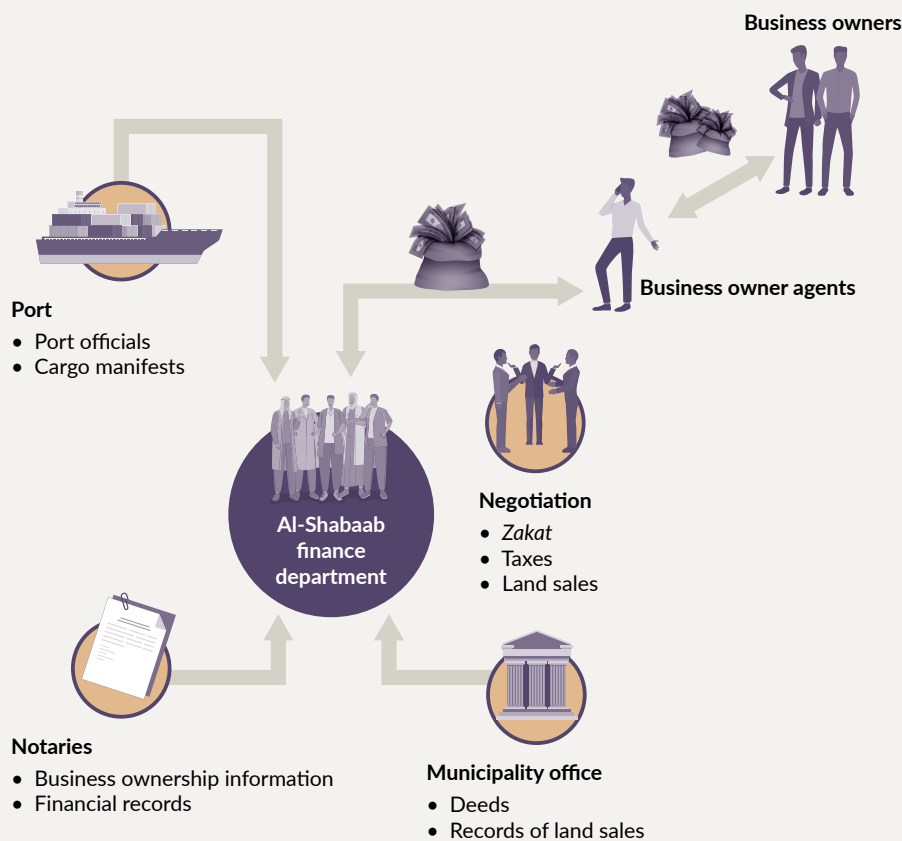 Business owners
Business owner agents
Port
• Port officials
• Cargo manifests
Al-Shabaab
finance
department
Negotiation
• Zakat
• Taxes
• Land sales
Notaries
• Business ownership information
• Financial records
Municipality office
• Deeds
• Records of land sales